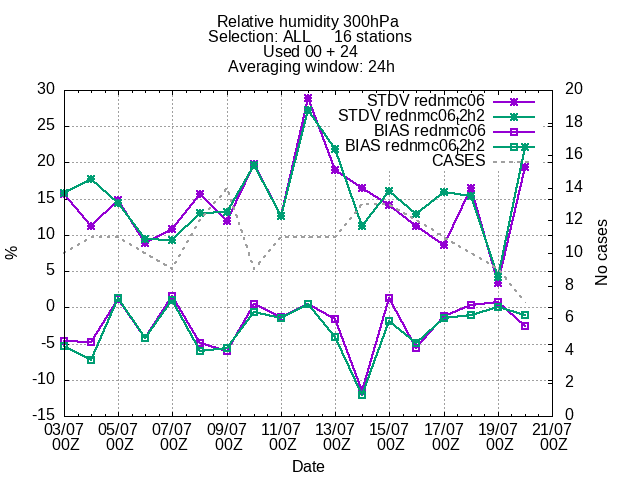 Relative humidity 300hPa
Selection: ALL 16 stations
Used 00 + 24
Averaging window: 24h
STDV rednmc06
STDV rednmc06t2h2
BIAS rednmc06
BIAS rednmc06t2h2
CASES
30
25
20
15
10
5
0
-5
-10
-15
%
20
18
16
14
12
10
8
6
4
2
0
No cases
03/07 05/07 07/07 09/07 11/07 13/07 15/07 17/07 19/07 21/07
00Z 00Z 00Z 00Z 00Z 00Z 00Z 00Z 00Z 00Z
Date